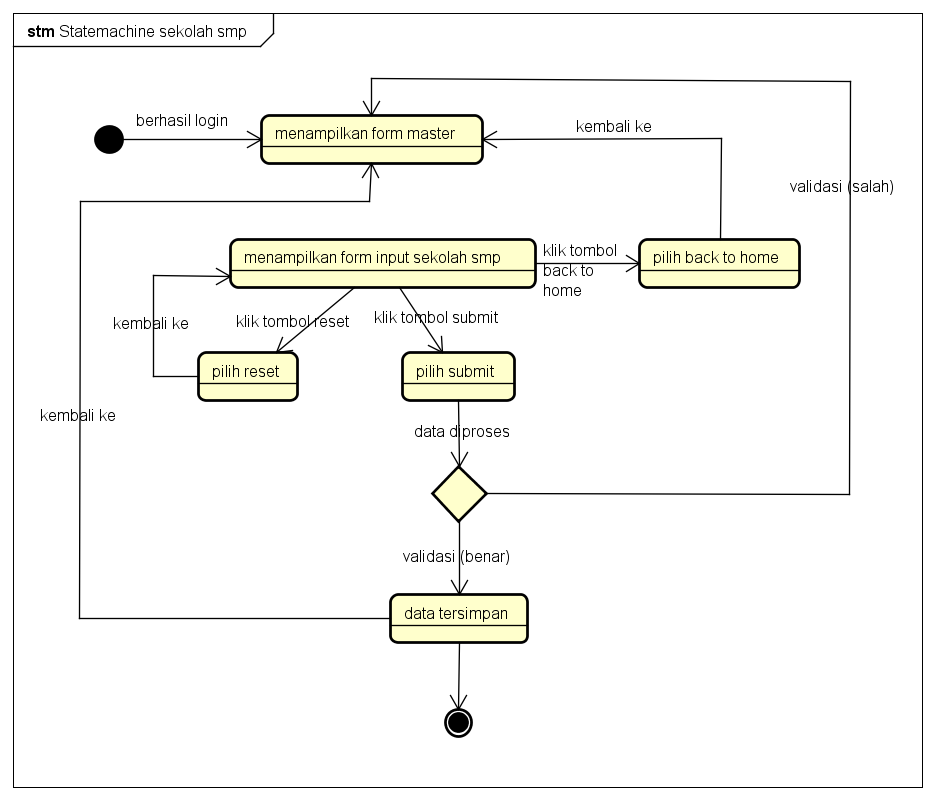 stm Statemachine sekolah smp
berhasil login
menampilkan form master
kembali ke
validasi (salah)
menampilkan form input sekolah smp
klik tombol
back to
home
pilih back to home
kembali ke
klik tombol reset
klik tombol submit
pilih reset
pilih submit
kembali ke
data diproses
validasi (benar)
data tersimpan